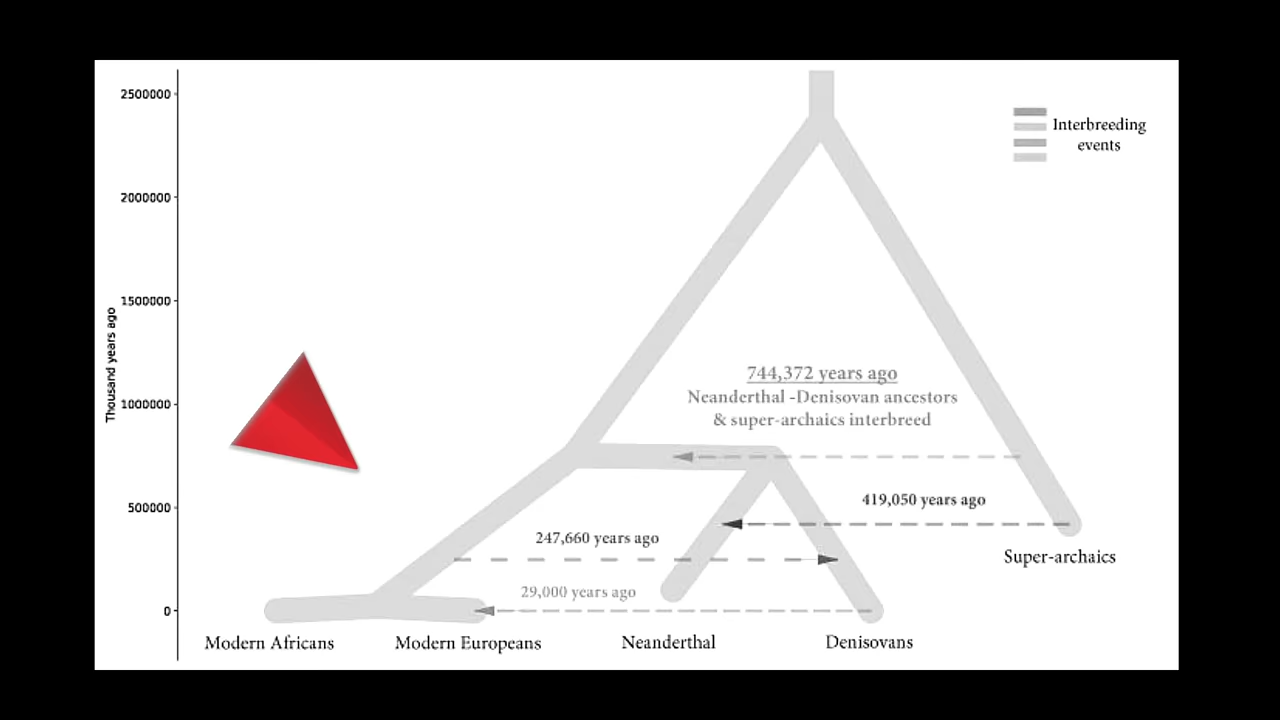 2500000
2000000
1500000
1000000
500000
0
Thousand years ago
Interbreeding
events
744,372 years ago
Neanderthal -Denisovan ancestors
& super-archaics interbreed
419,050 years ago
247,660 years ago
Super-archaics
29,000 years ago
Modern Africans
Modern Europeans
Neanderthal
Denisovans